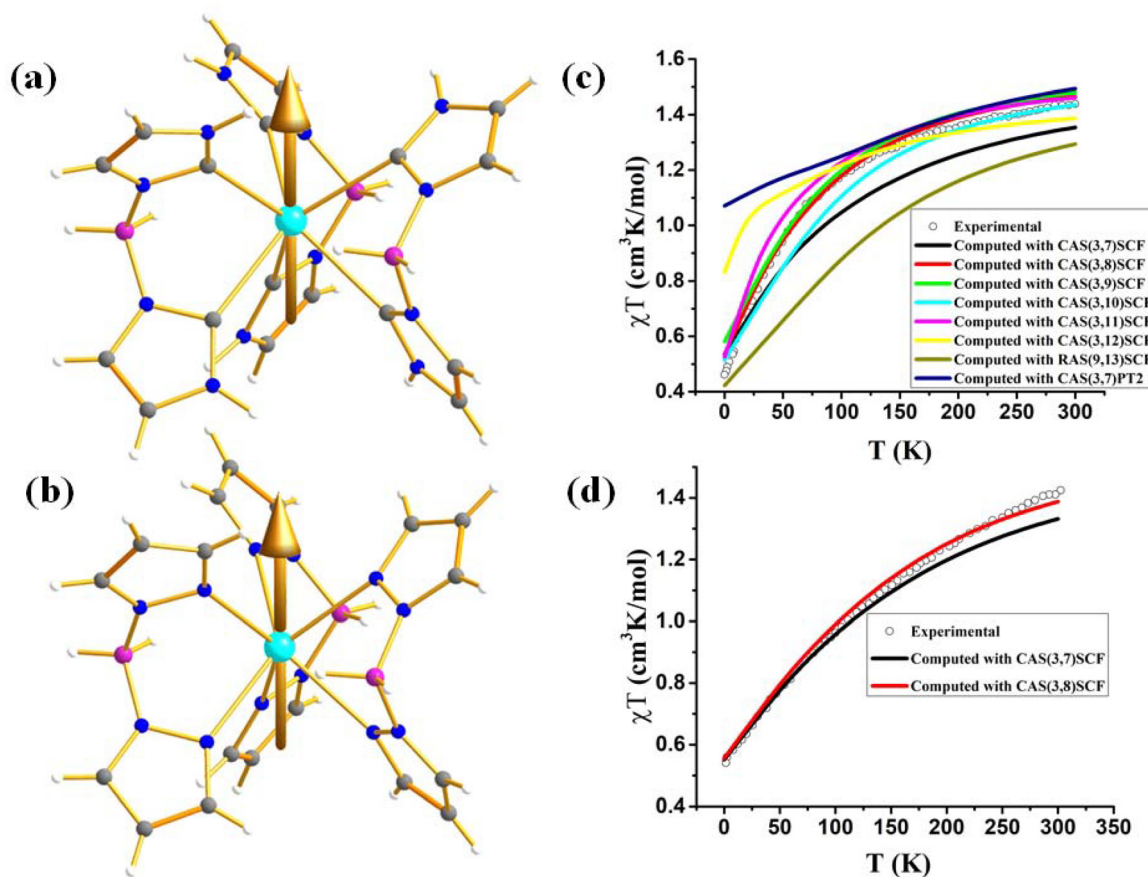 (a)
(b)
(c)
χT (cm³K/mol)
1.6
1.4
1.2
1.0
0.8
0.6
0.4
0 50 100 150 200 250 300
T (K)
Experimental
Computed with CAS(3,7)SCF
Computed with CAS(3,8)SCF
Computed with CAS(3,9)SCF
Computed with CAS(3,10)SCF
Computed with CAS(3,11)SCF
Computed with CAS(3,12)SCF
Computed with RAS(9,13)SCF
Computed with CAS(3,7)PT2
(d)
χT (cm³K/mol)
1.4
1.2
1.0
0.8
0.6
0.4
0 50 100 150 200 250 300 350
T (K)
Experimental
Computed with CAS(3,7)SCF
Computed with CAS(3,8)SCF